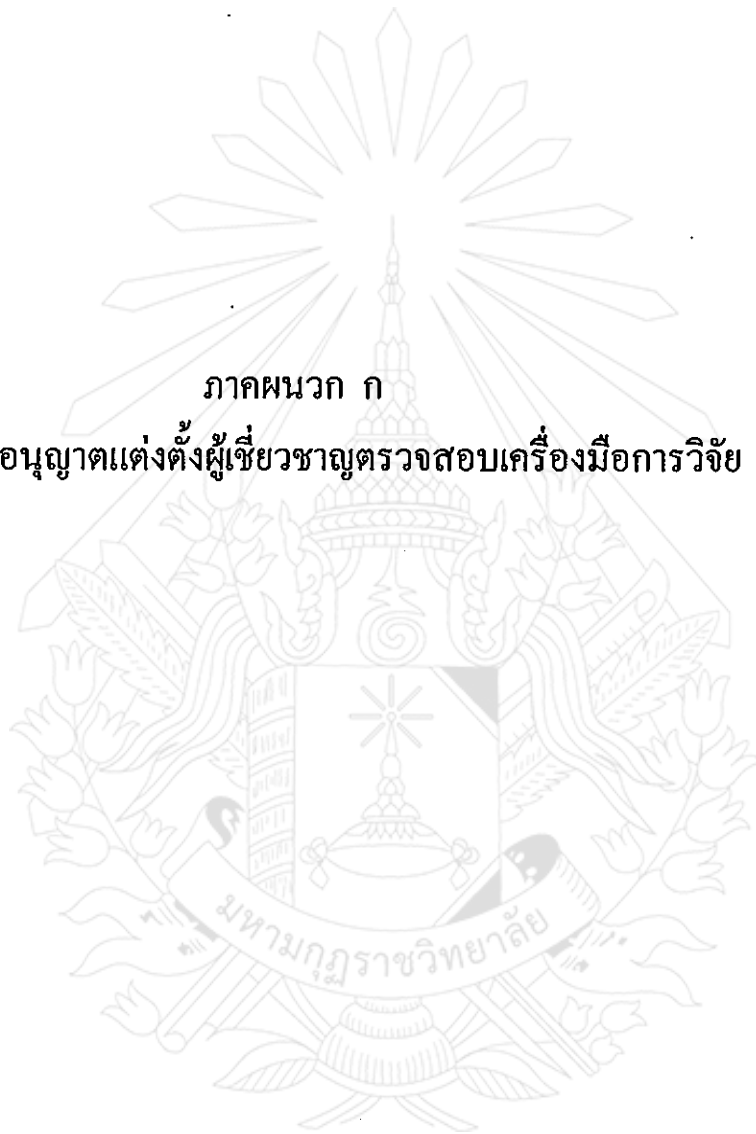 ภาคผนวก ก
อนุญาตแต่งตั้งผู้เชี่ยวชาญตรวจสอบเครื่องมือการวิจัย
มหามกุฏราชวิทยาลัย